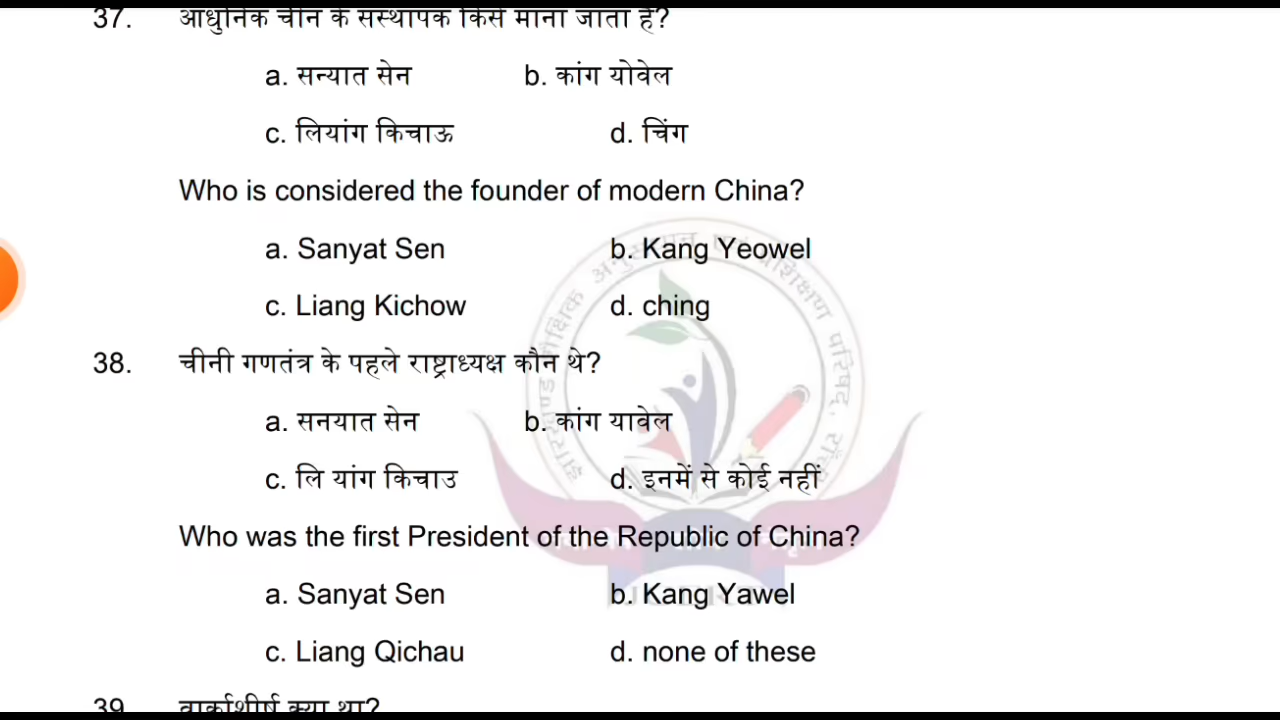 37. आधुनिक चीन के संस्थापक किसे माना जाता है?
a. सन्यात सेन b. कांग योवेल
c. लियांग किचाऊ d. चिंग
Who is considered the founder of modern China?
a. Sanyat Sen b. Kang Yeowel
c. Liang Kichow d. ching
38. चीनी गणतंत्र के पहले राष्ट्राध्यक्ष कौन थे?
a. सनयात सेन b. कांग यावेल
c. लि यांग किचाउ d. इनमें से कोई नहीं
Who was the first President of the Republic of China?
a. Sanyat Sen b. Kang Yawel
c. Liang Qichau d. none of these
39 क्या था?